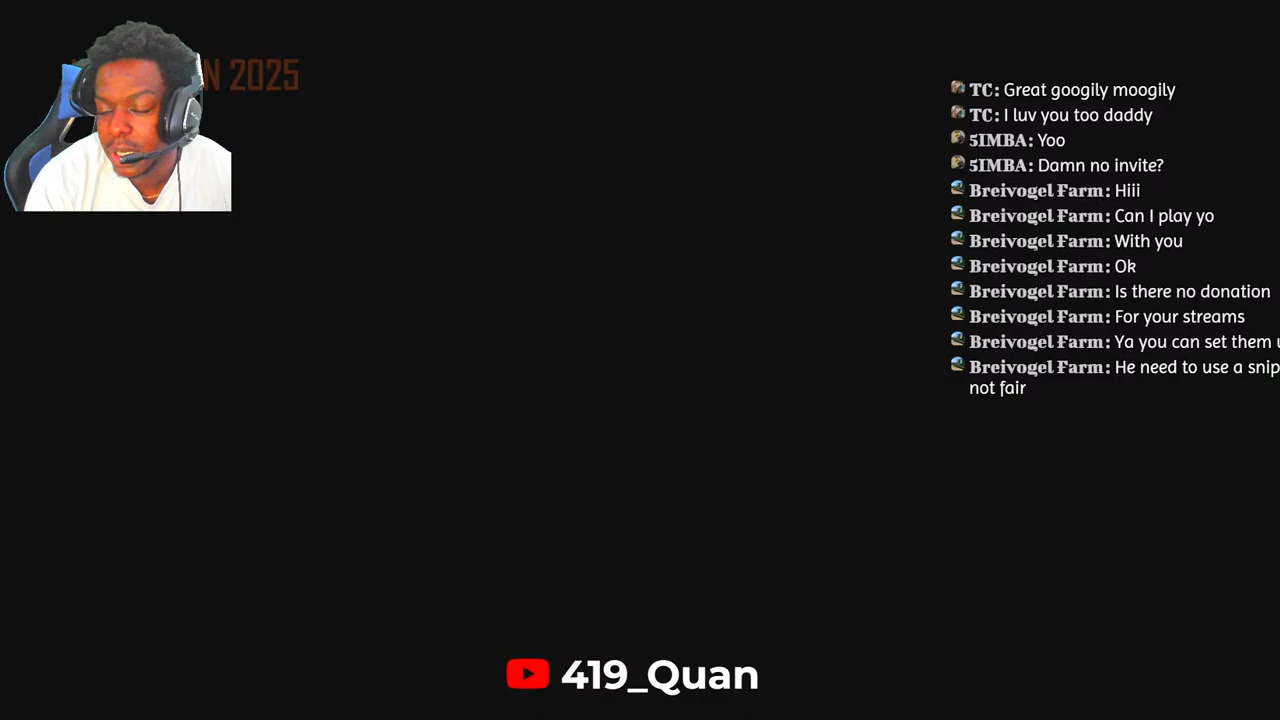 N 2025
TC: Great googily moogily
TC: I luv you too daddy
5IMBA: Yoo
5IMBA: Damn no invite?
Breivogel Farm: Hiii
Breivogel Farm: Can I play yo
Breivogel Farm: With you
Breivogel Farm: Ok
Breivogel Farm: Is there no donation
Breivogel Farm: For your streams
Breivogel Farm: Ya you can set them
Breivogel Farm: He need to use a
not fair
419_Quan